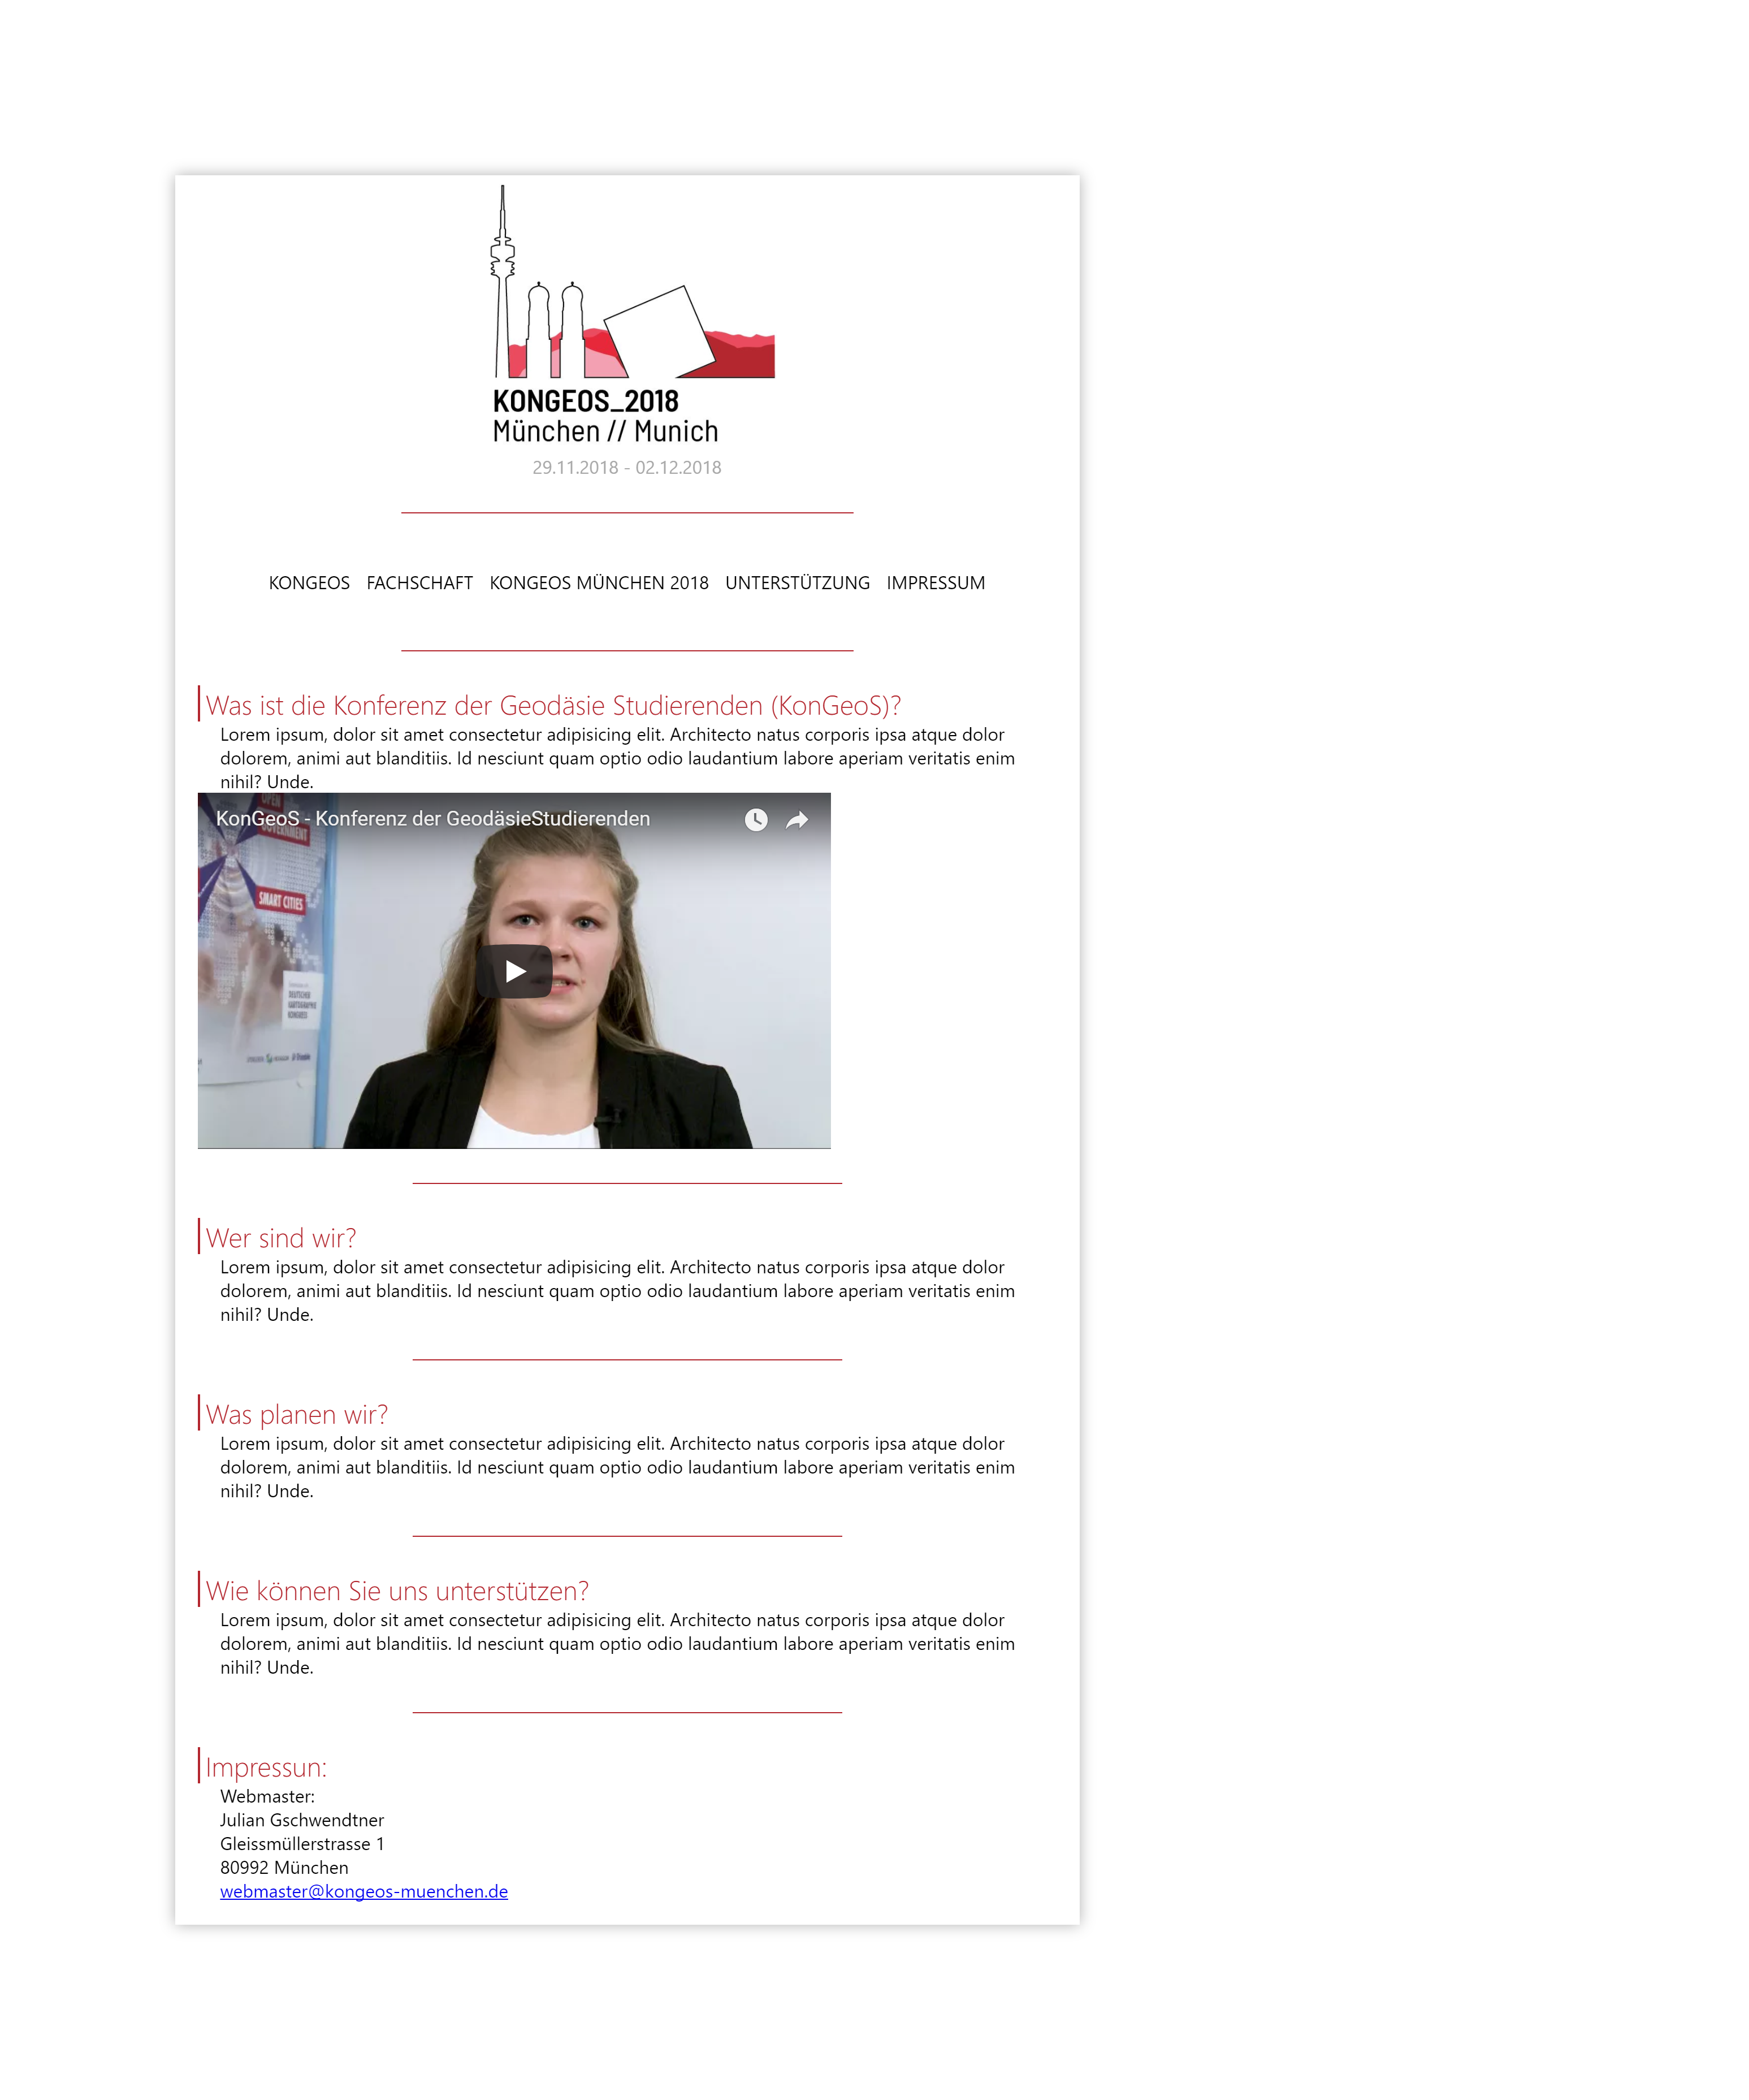 KONGEOS_2018
München // Munich
29.11.2018 - 02.12.2018
KONGEOS FACHSCHAFT KONGEOS MÜNCHEN 2018 UNTERSTÜTZUNG IMPRESSUM
Was ist die Konferenz der Geodäsie Studierenden (KonGeoS)?
Lorem ipsum, dolor sit amet consectetur adipisicing elit. Architecto natus corporis ipsa atque dolor
dolorem, animi aut blanditiis. Id nesciunt quam optio odio laudantium labore aperiam veritatis enim
nihil? Unde.
OPEN
GOVERNMENT
KonGeoS - Konferenz der GeodäsieStudierenden
SMART CITIES
DEUTSCHER
KARTOGRAPHIE
KONGRESS
Wer sind wir?
Lorem ipsum, dolor sit amet consectetur adipisicing elit. Architecto natus corporis ipsa atque dolor
dolorem, animi aut blanditiis. Id nesciunt quam optio odio laudantium labore aperiam veritatis enim
nihil? Unde.
Was planen wir?
Lorem ipsum, dolor sit amet consectetur adipisicing elit. Architecto natus corporis ipsa atque dolor
dolorem, animi aut blanditiis. Id nesciunt quam optio odio laudantium labore aperiam veritatis enim
nihil? Unde.
Wie können Sie uns unterstützen?
Lorem ipsum, dolor sit amet consectetur adipisicing elit. Architecto natus corporis ipsa atque dolor
dolorem, animi aut blanditiis. Id nesciunt quam optio odio laudantium labore aperiam veritatis enim
nihil? Unde.
Impressun:
Webmaster:
Julian Gschwendtner
Gleissmüllerstrasse 1
80992 München
webmaster@kongeos-muenchen.de